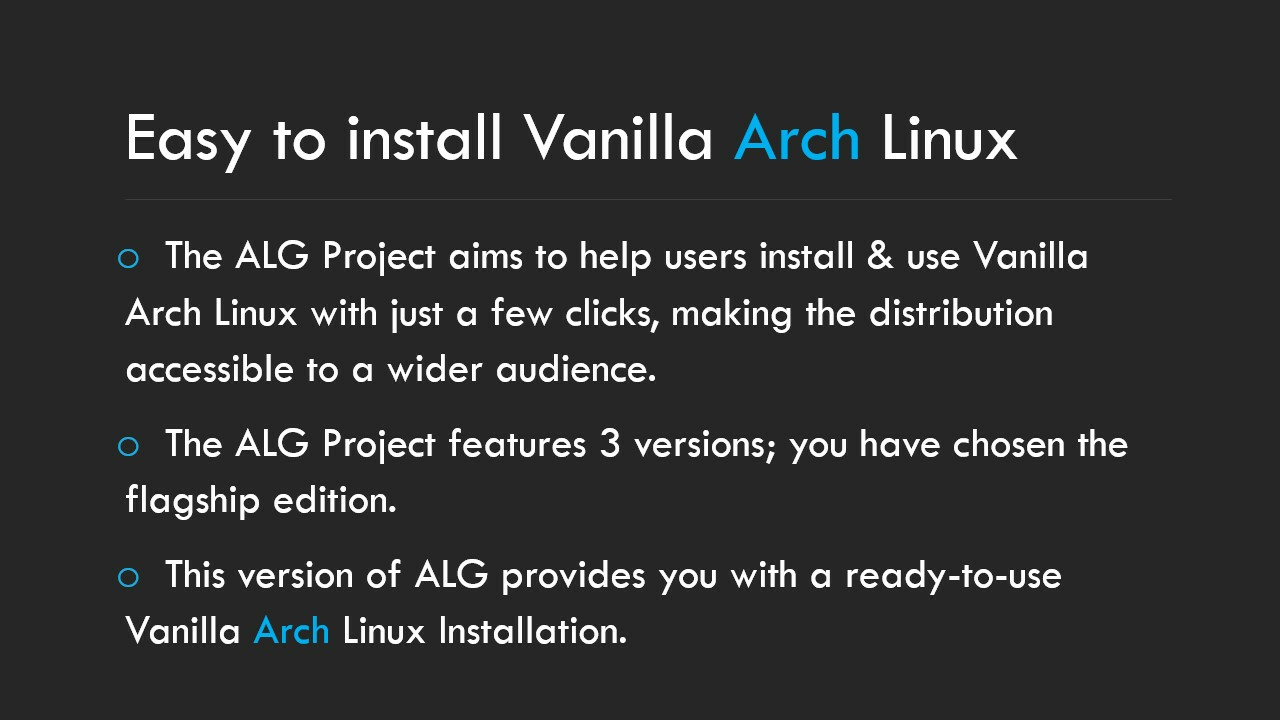 Easy to install Vanilla Arch Linux
The ALG Project aims to help users install & use Vanilla
Arch Linux with just a few clicks, making the distribution
accessible to a wider audience.
The ALG Project features 3 versions; you have chosen the
flagship edition.
This version of ALG provides you with a ready-to-use
Vanilla Arch Linux Installation.